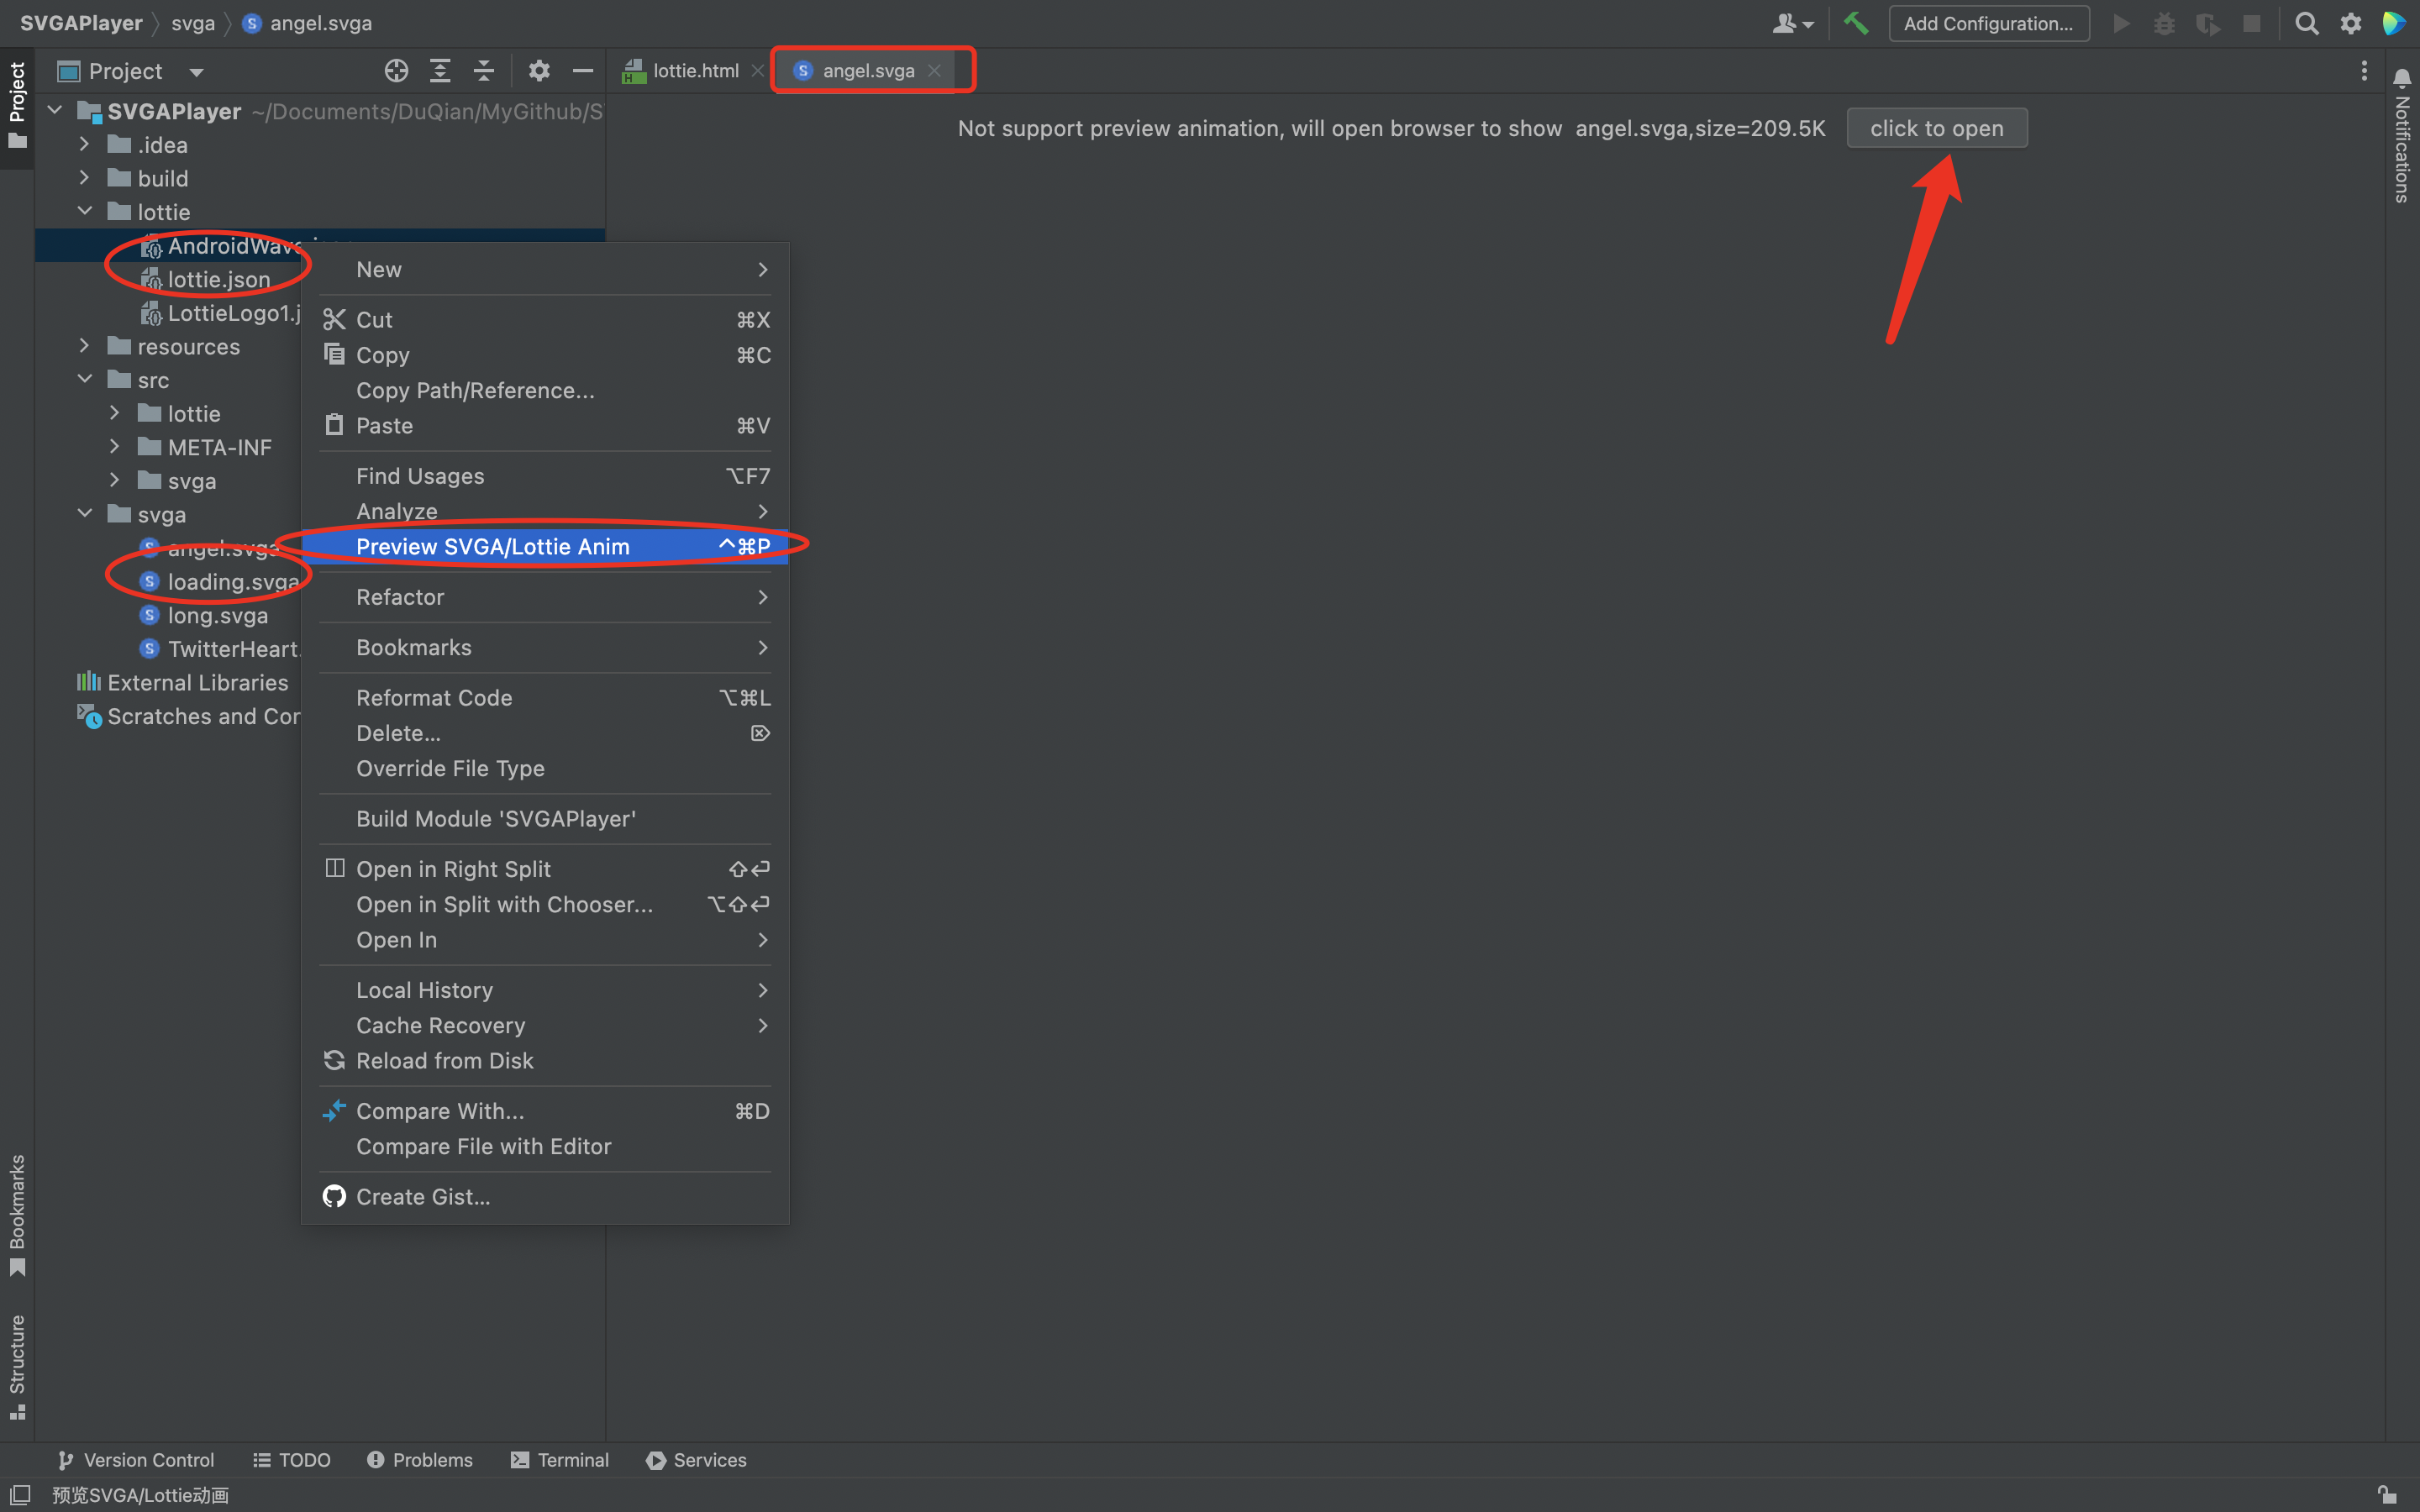 SVGAPlayer svga angel.svga
Add Configuration...
Project
Project
lottie.html
angel.svga
SVGAPlayer ~/Documents/DuQian/MyGithub/S
.idea
build
lottie
lottie.json
LottieLogo1.j
resources
src
lottie
META-INF
svga
svga
angel.svga
loading.svga
long.svga
TwitterHeart.
External Libraries
Scratches and Cor
Not support preview animation, will open browser to show angel.svga,size=209.5K
click to open
Notifications
New
Cut ⌘X
Copy ⌘C
Copy Path/Reference...
Paste ⌘V
Find Usages ⌥F7
Analyze
Preview SVGA/Lottie Anim ^⌘P
Refactor
Bookmarks
Reformat Code ⌥⌘L
Delete... ⌦
Override File Type
Build Module 'SVGAPlayer'
Open in Right Split ⇧⏎
Open in Split with Chooser... ⌥⇧⏎
Open In
Local History
Cache Recovery
Reload from Disk
Compare With... ⌘D
Compare File with Editor
Create Gist...
Bookmarks
Structure
Version Control
TODO
Problems
Terminal
Services
预览SVGA/Lottie动画